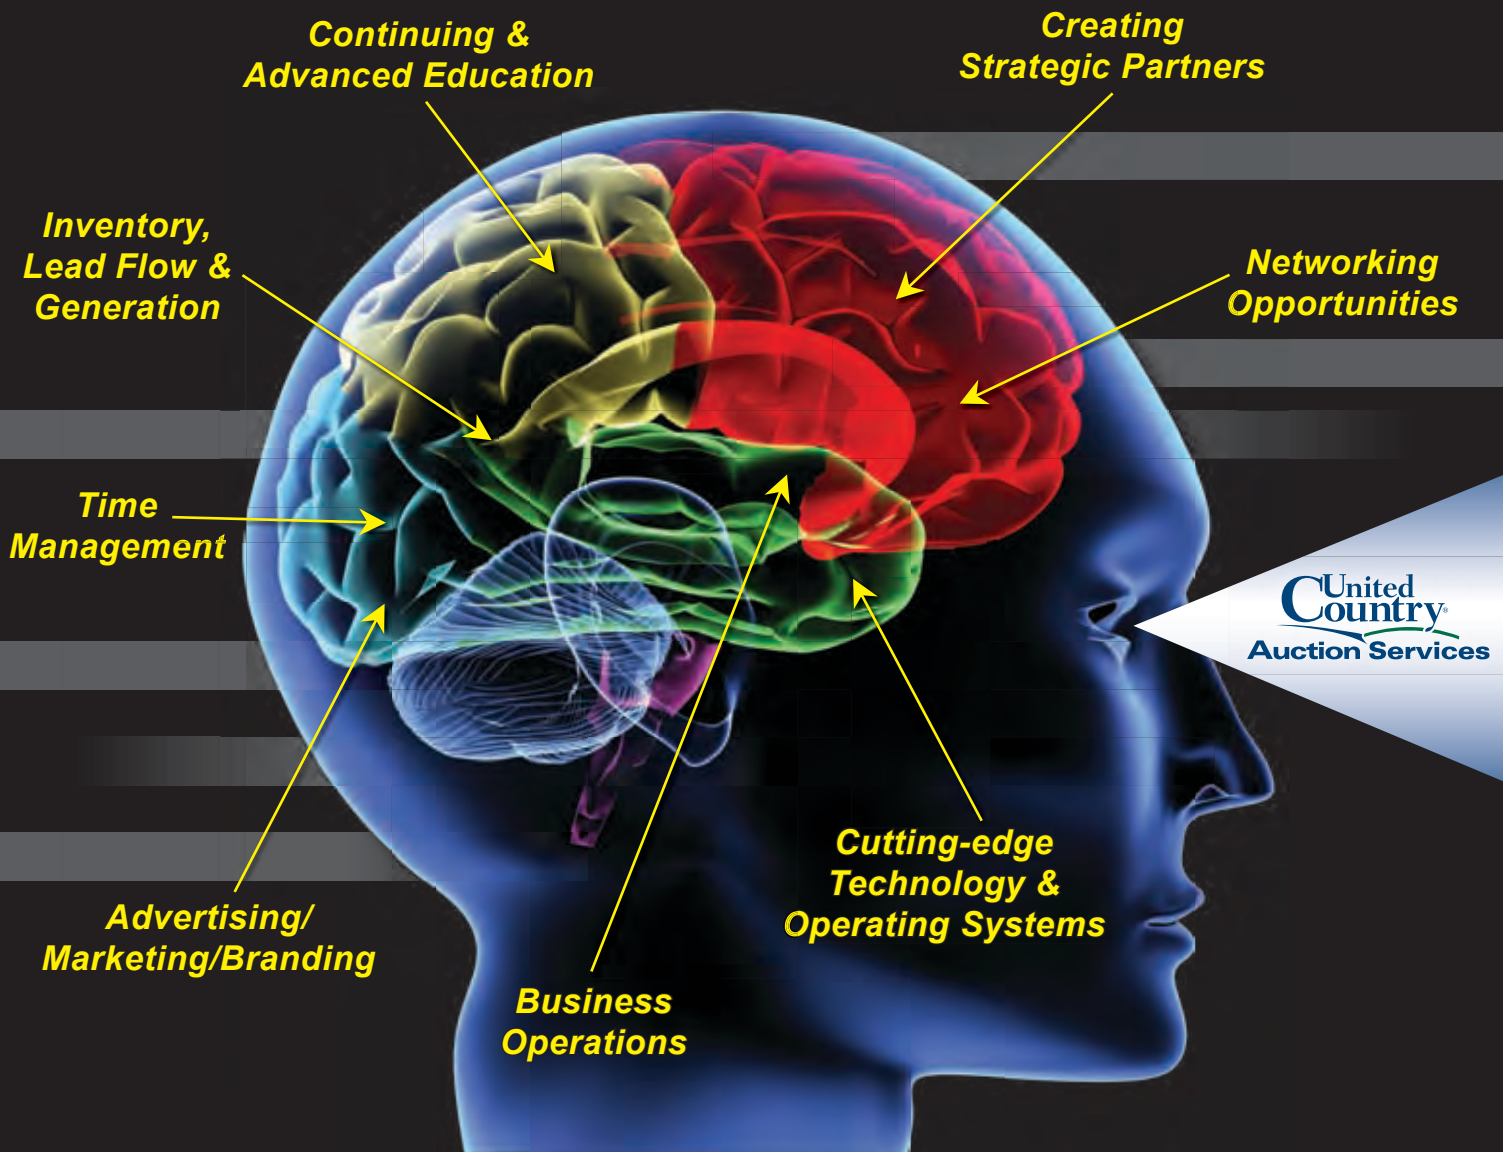 Continuing &
Advanced Education
Creating
Strategic Partners
Inventory,
Lead Flow &
Generation
Networking
Opportunities
Time
Management
United
Country®
Auction Services
Cutting-edge
Technology &
Operating Systems
Advertising/
Marketing/Branding
Business
Operations